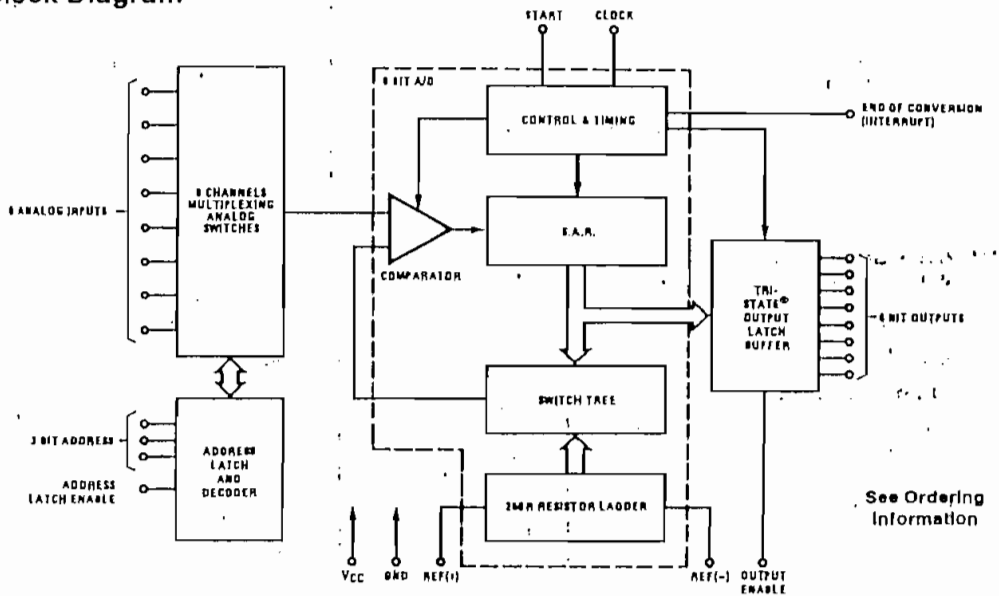 Block Diagram
START
CLOCK
8 BIT A/D
CONTROL & TIMING
END OF CONVERSION
(INTERRUPT)
8 ANALOG INPUTS
8 CHANNELS
MULTIPLEXING
ANALOG
SWITCHES
COMPARATOR
S.A.R.
TRI-
STATE®
OUTPUT
LATCH
BUFFER
8 BIT OUTPUTS
SWITCH TREE
3 BIT ADDRESS
ADDRESS
LATCH ENABLE
ADDRESS
LATCH
AND
DECODER
256R RESISTOR LADDER
VCC
GND
REF(+)
REF(−)
OUTPUT
ENABLE
See Ordering
Information